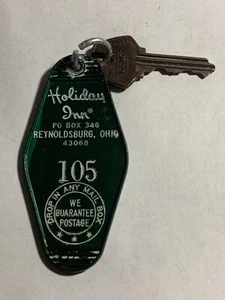 Holiday
Inn®
PO BOX 346
REYNOLDSBURG, OHIO
43068
105
DROP IN ANY MAIL BOX
WE
GUARANTEE
POSTAGE